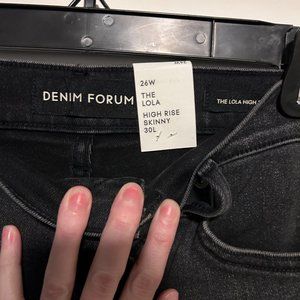 DENIM FORUM
26W
THE
LOLA
HIGH RISE
SKINNY
30L
THE LOLA HIGH